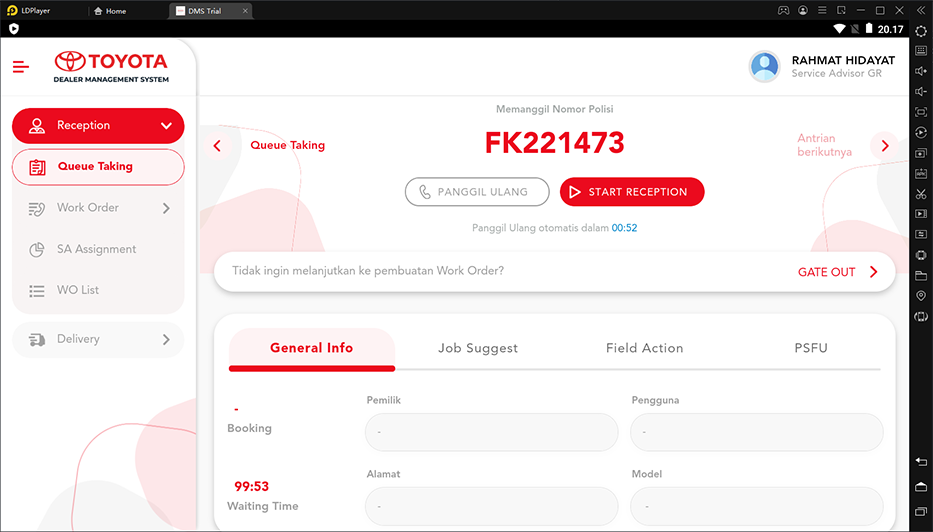 LDPlayer
Home
DMS Trial
20.17
TOYOTA
DEALER MANAGEMENT SYSTEM
RAHMAT HIDAYAT
Service Advisor GR
Reception
Queue Taking
Work Order
SA Assignment
WO List
Delivery
Memanggil Nomor Polisi
Queue Taking
FK221473
Antrian
berikutnya
PANGGIL ULANG
START RECEPTION
Panggil Ulang otomatis dalam 00:52
Tidak ingin melanjutkan ke pembuatan Work Order?
GATE OUT
General Info
Job Suggest
Field Action
PSFU
-
Booking
Pemilik
-
Pengguna
-
99:53
Waiting Time
Alamat
-
Model
-